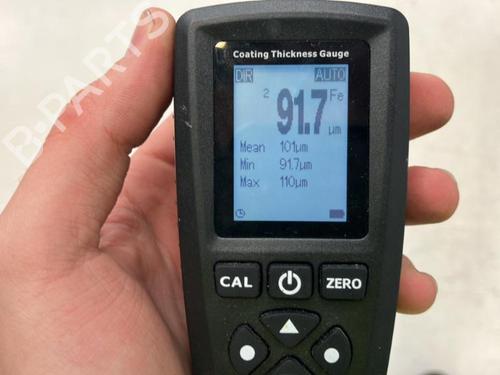 Coating Thickness Gauge
DIR AUTO
2 91.7 Fe
µm
Mean 101µm
Min 91.7µm
Max 110µm
CAL ZERO
B-PARTS